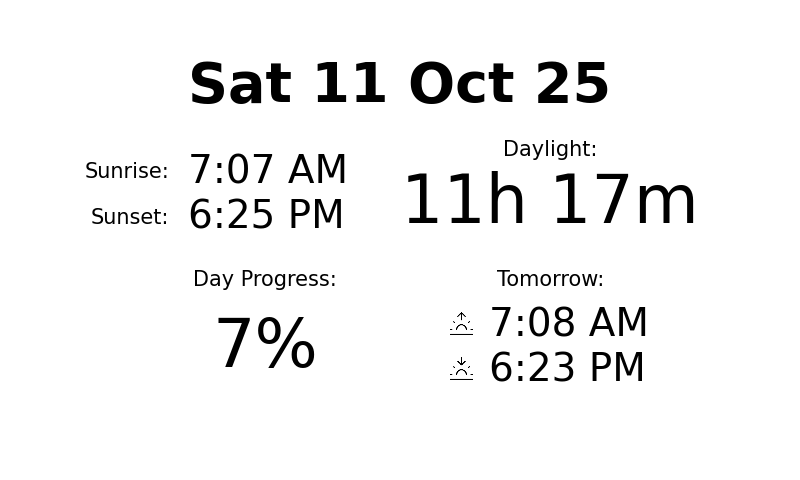 Sat 11 Oct 25
Sunrise: 7:07 AM
Sunset: 6:25 PM
Daylight:
11h 17m
Day Progress:
7%
Tomorrow:
7:08 AM
6:23 PM